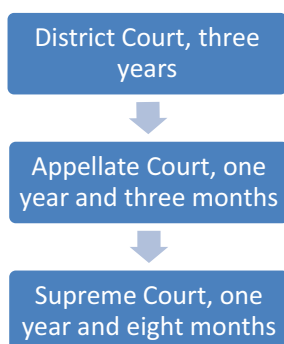 District Court, three
years
Appellate Court, one
year and three months
Supreme Court, one
year and eight months